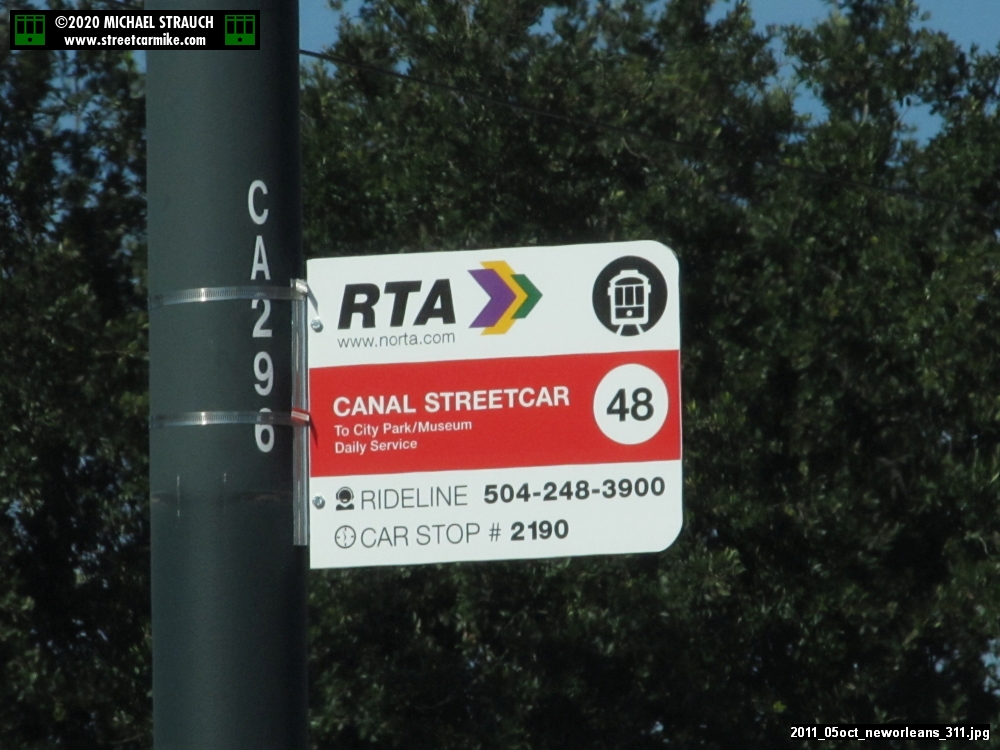 ©2020 MICHAEL STRAUCH
www.streetcarmike.com
CA296
RTA
www.norta.com
CANAL STREETCAR
To City Park/Museum
Daily Service
48
RIDELINE 504-248-3900
CAR STOP # 2190
2011_05oct_neworleans_311.jpg